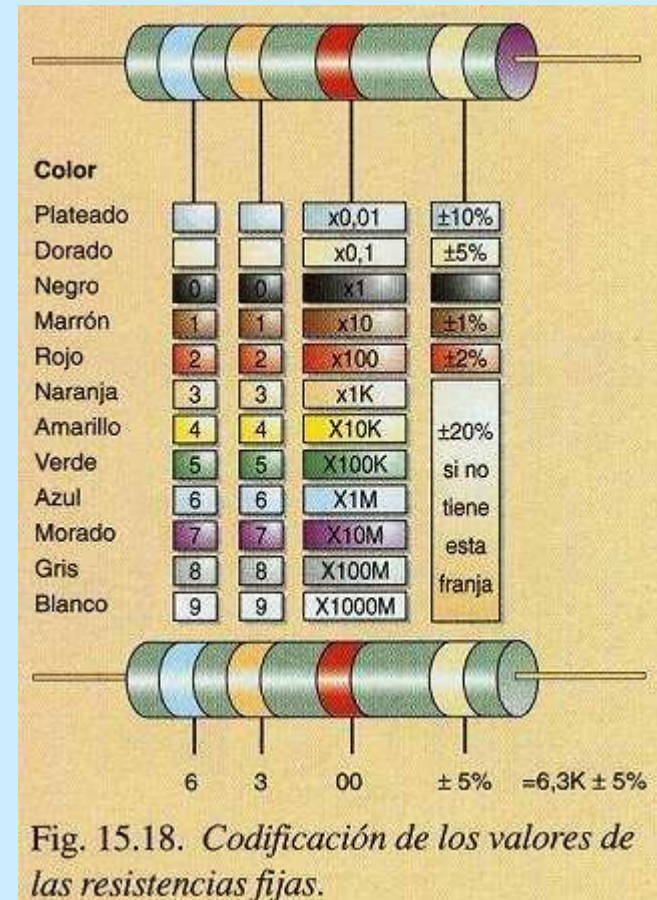 Color
Plateado x0,01 ±10%
Dorado x0,1 ±5%
Negro 0 0 x1
Marrón 1 1 x10 ±1%
Rojo 2 2 x100 ±2%
Naranja 3 3 x1K
Amarillo 4 4 X10K ±20%
Verde 5 5 X100K si no
Azul 6 6 X1M tiene
Morado 7 7 X10M esta
Gris 8 8 X100M franja
Blanco 9 9 X1000M
6 3 00 ± 5% =6,3K ± 5%
Fig. 15.18. Codificación de los valores de
las resistencias fijas.